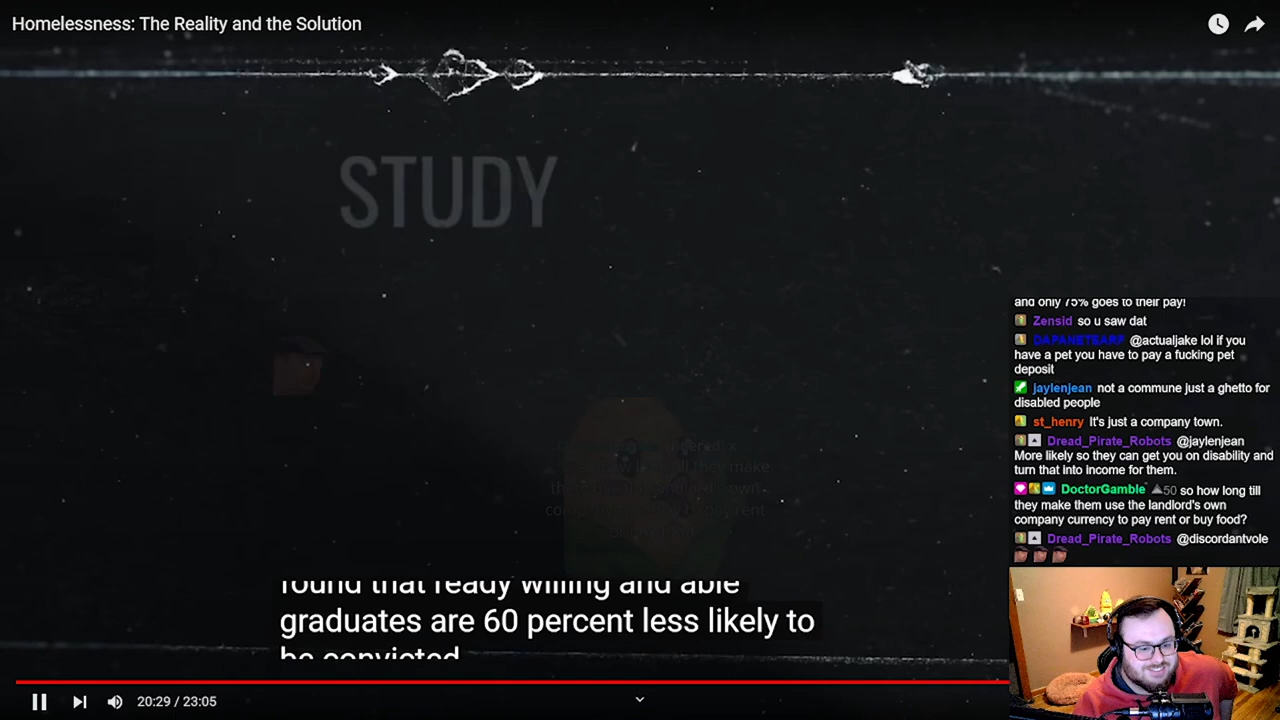 Homelessness: The Reality and the Solution
STUDY
and only 75% goes to their pay!
Zensid so u saw dat
@actualjake lol if you
have a pet you have to pay a fucking pet
deposit
jaylenjean not a commune just a ghetto for
disabled people
st_henry It's just a company town.
Dread_Pirate_Robots @jaylenjean
More likely so they can get you on disability and
turn that into income for them.
DoctorGamble 50 so how long till
they make them use the landlord's own
company currency to pay rent or buy food?
Dread_Pirate_Robots @discordantvole
found that ready willing and able
graduates are 60 percent less likely to
be convicted
20:29 / 23:05